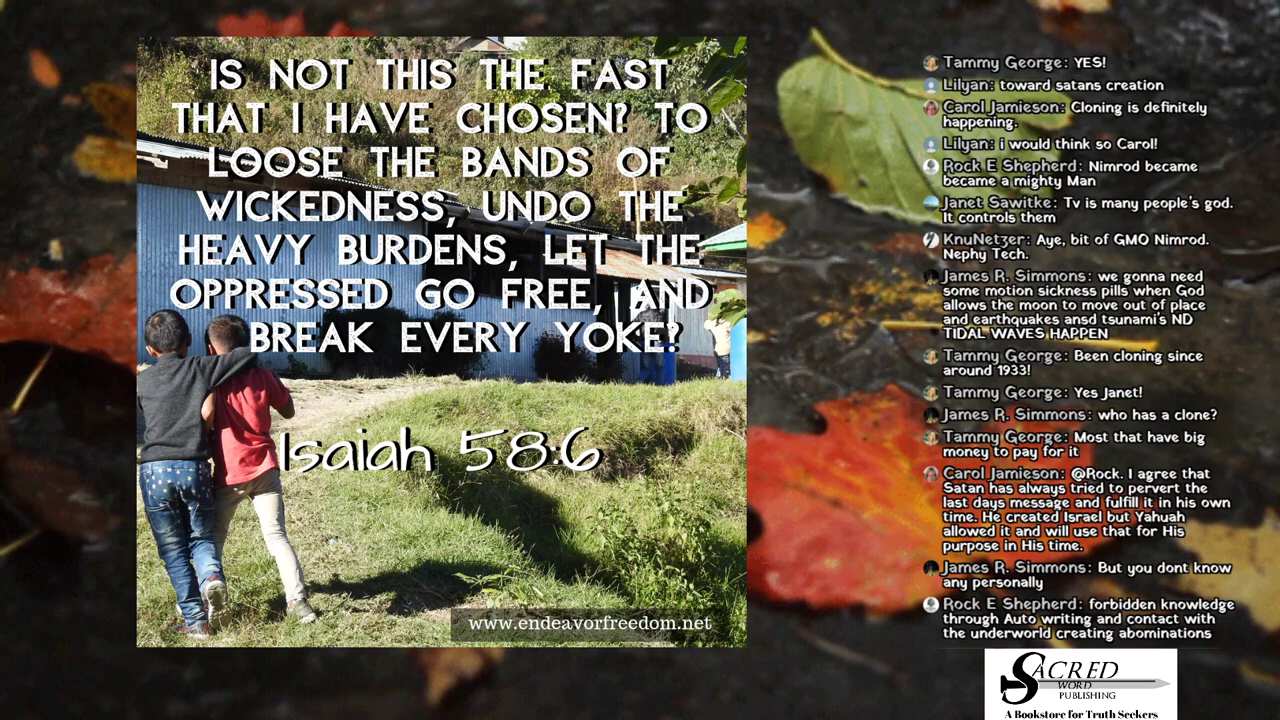 IS NOT THIS THE FAST
THAT I HAVE CHOSEN? TO
LOOSE THE BANDS OF
WICKEDNESS, UNDO THE
HEAVY BURDENS, LET THE
OPPRESSED GO FREE, AND
BREAK EVERY YOKE?
Isaiah 58:6
www.endeavorfreedom.net
Tammy George: YES!
Lilyan: toward satans creation
Carol Jamieson: Cloning is definitely
happening.
Lilyan: i would think so Carol!
Rock E Shepherd: Nimrod became
became a mighty Man
Janet Sawitke: Tv is many people's god.
It controls them
KnuNetzer: Aye, bit of GMO Nimrod.
Nephy Tech.
James R. Simmons: we gonna need
some motion sickness pills when God
allows the moon to move out of place
and earthquakes ansd tsunami's ND
TIDAL WAVES HAPPEN
Tammy George: Been cloning since
around 1933!
Tammy George: Yes Janet!
James R. Simmons: who has a clone?
Tammy George: Most that have big
money to pay for it
Carol Jamieson: @Rock. I agree that
Satan has always tried to pervert the
last days message and fulfill it in his own
time. He created Israel but Yahuah
allowed it and will use that for His
purpose in His time.
James R. Simmons: But you dont know
any personally
Rock E Shepherd: forbidden knowledge
through Auto writing and contact with
the underworld creating abominations
SACRED
WORD
PUBLISHING
A Bookstore for Truth Seekers